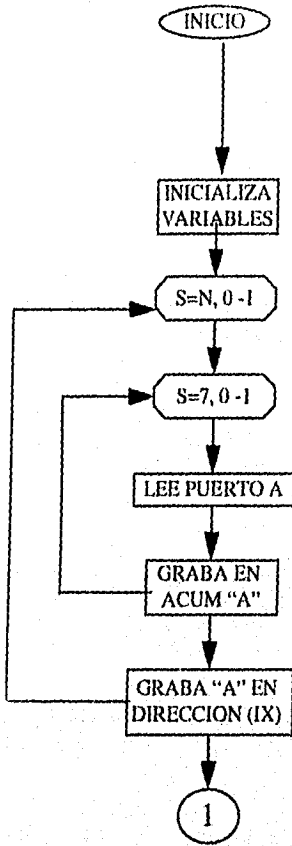 INICIO
INICIALIZA
VARIABLES
S=N, 0 -1
S=7, 0 -1
LEE PUERTO A
GRABA EN
ACUM “A”
GRABA “A” EN
DIRECCION (IX)
1